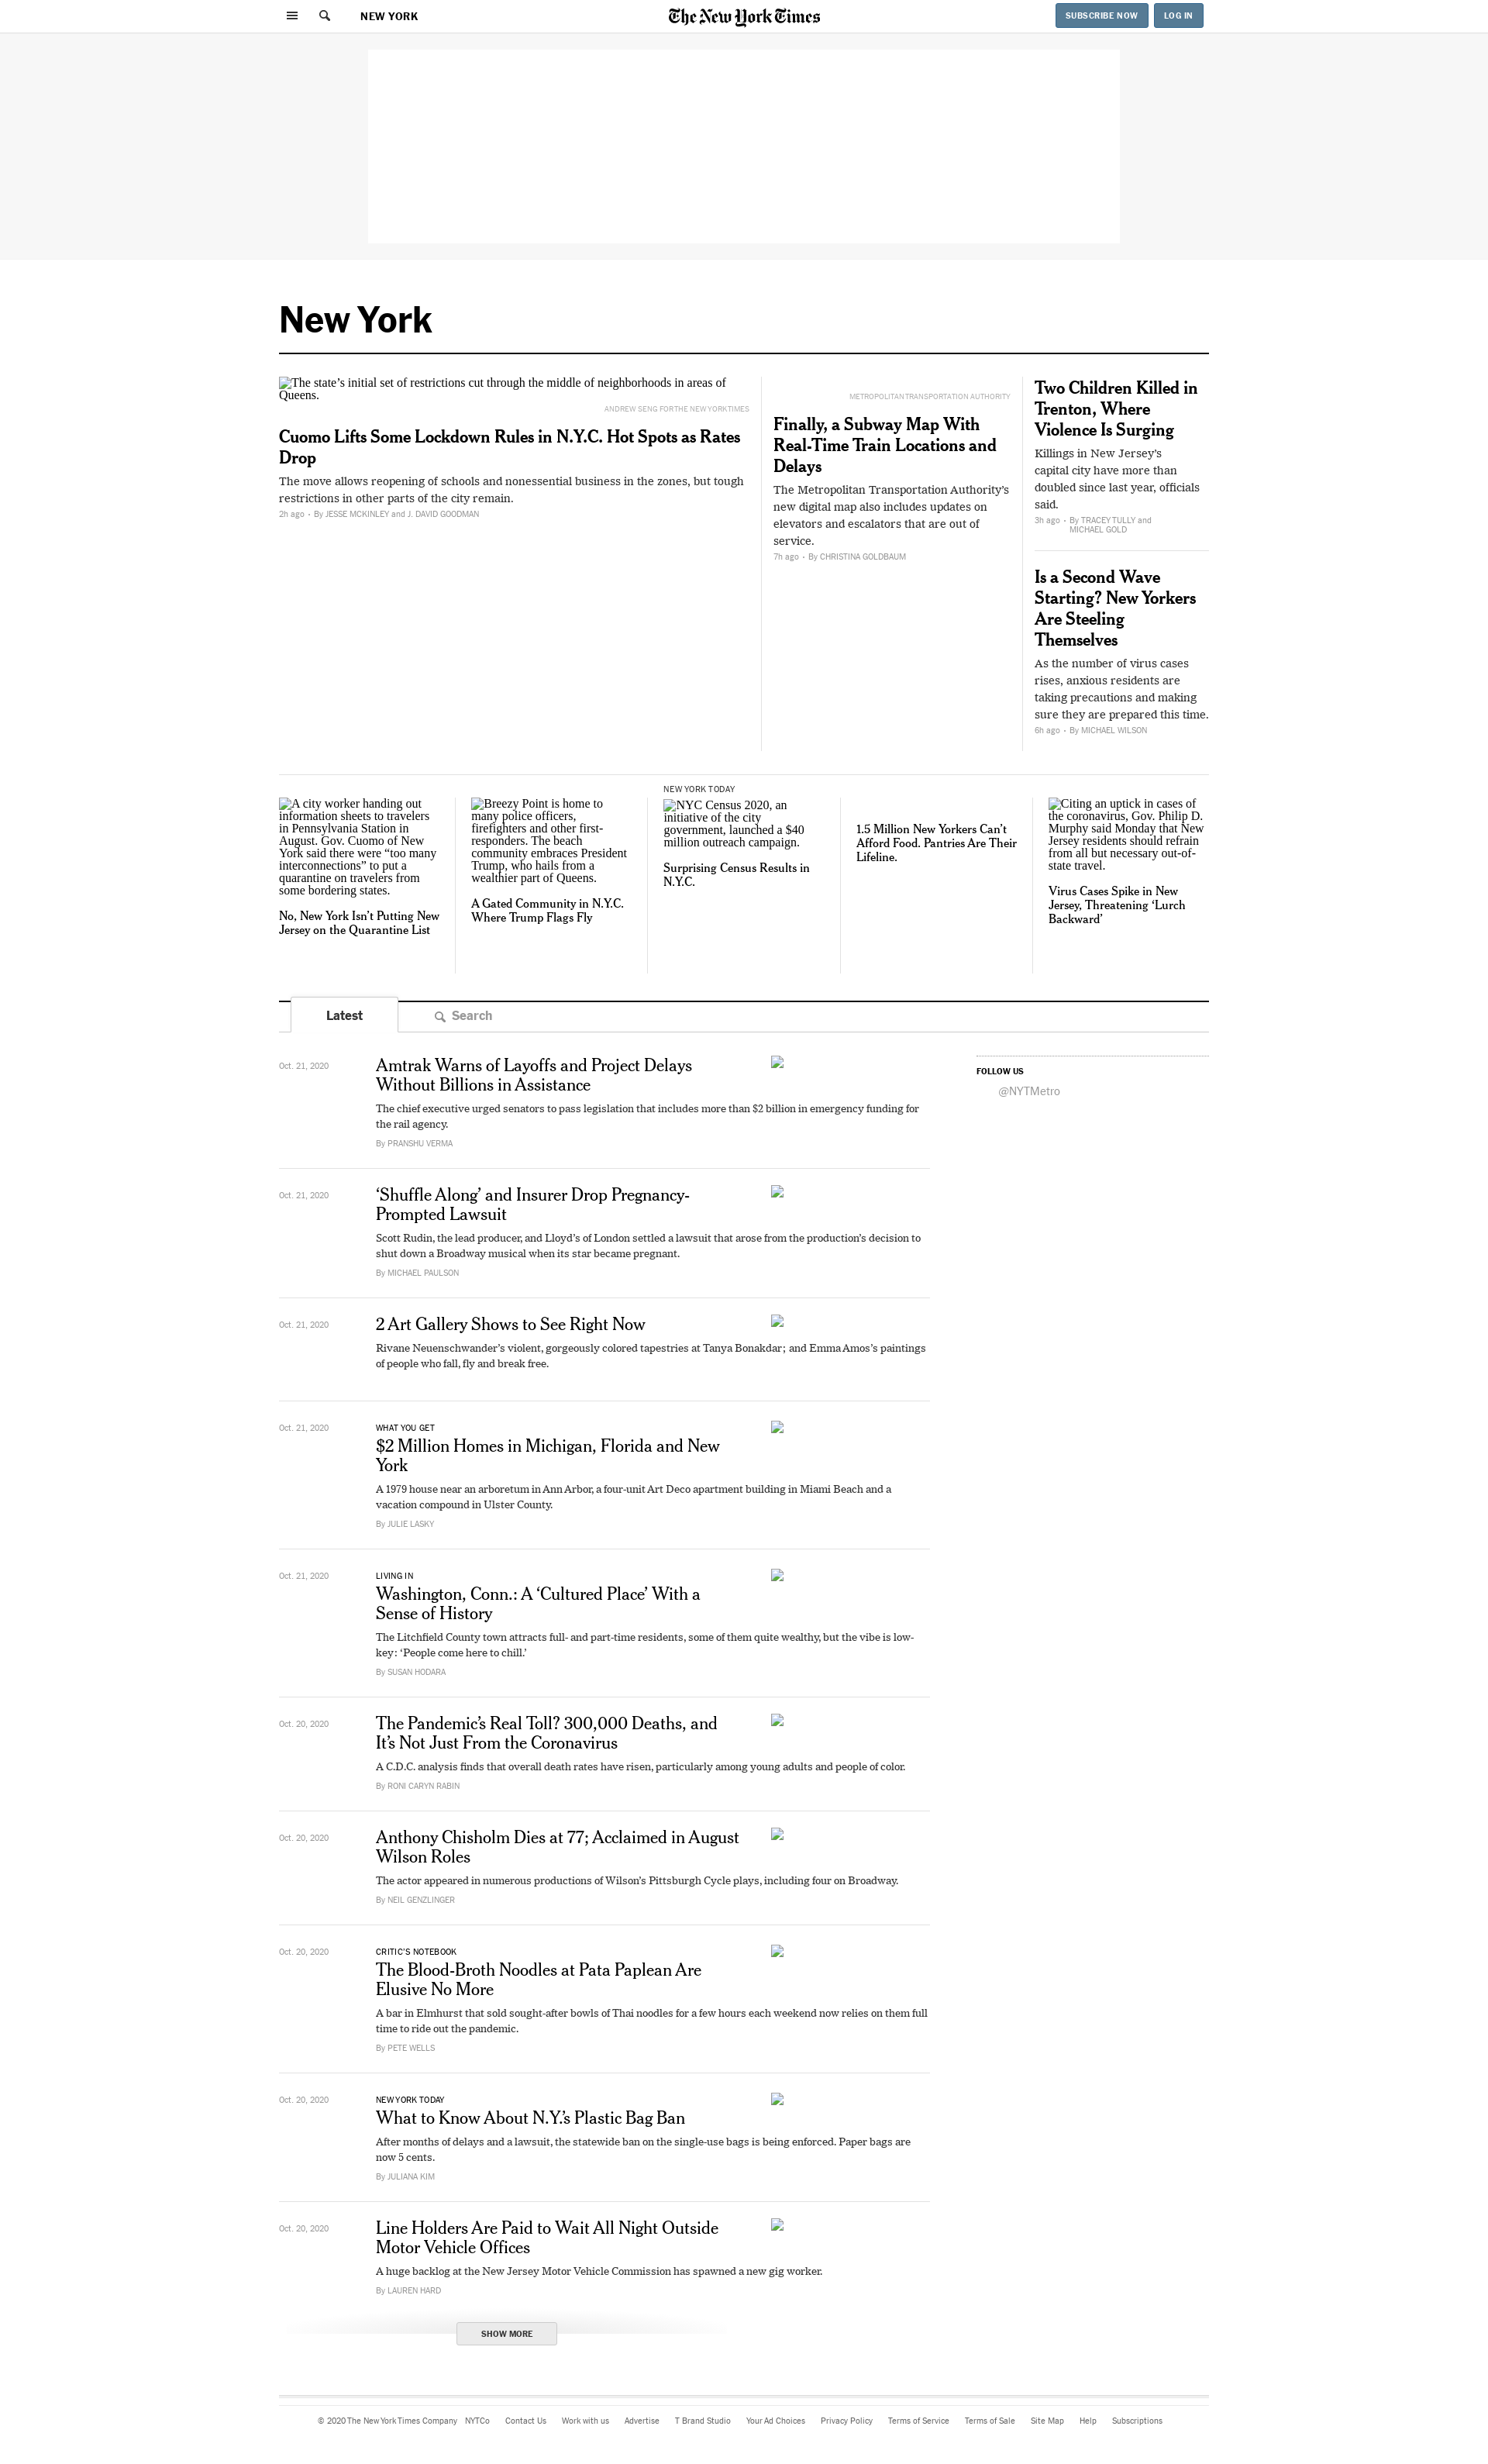 NEW YORK
The New York Times
SUBSCRIBE NOW
LOG IN
New York
The state’s initial set of restrictions cut through the middle of neighborhoods in areas of
Queens.
ANDREW SENG FOR THE NEW YORK TIMES
Cuomo Lifts Some Lockdown Rules in N.Y.C. Hot Spots as Rates
Drop
The move allows reopening of schools and nonessential business in the zones, but tough
restrictions in other parts of the city remain.
2h ago • By JESSE MCKINLEY and J. DAVID GOODMAN
METROPOLITAN TRANSPORTATION AUTHORITY
Finally, a Subway Map With
Real-Time Train Locations and
Delays
The Metropolitan Transportation Authority’s
new digital map also includes updates on
elevators and escalators that are out of
service.
7h ago • By CHRISTINA GOLDBAUM
Two Children Killed in
Trenton, Where
Violence Is Surging
Killings in New Jersey’s
capital city have more than
doubled since last year, officials
said.
3h ago • By TRACEY TULLY and
MICHAEL GOLD
Is a Second Wave
Starting? New Yorkers
Are Steeling
Themselves
As the number of virus cases
rises, anxious residents are
taking precautions and making
sure they are prepared this time.
6h ago • By MICHAEL WILSON
A city worker handing out
information sheets to travelers
in Pennsylvania Station in
August. Gov. Cuomo of New
York said there were “too many
interconnections” to put a
quarantine on travelers from
some bordering states.
No, New York Isn’t Putting New
Jersey on the Quarantine List
Breezy Point is home to
many police officers,
firefighters and other first-
responders. The beach
community embraces President
Trump, who hails from a
wealthier part of Queens.
A Gated Community in N.Y.C.
Where Trump Flags Fly
NEW YORK TODAY
NYC Census 2020, an
initiative of the city
government, launched a $40
million outreach campaign.
Surprising Census Results in
N.Y.C.
1.5 Million New Yorkers Can’t
Afford Food. Pantries Are Their
Lifeline.
Citing an uptick in cases of
the coronavirus, Gov. Philip D.
Murphy said Monday that New
Jersey residents should refrain
from all but necessary out-of-
state travel.
Virus Cases Spike in New
Jersey, Threatening ‘Lurch
Backward’
Latest
Search
Oct. 21, 2020
Amtrak Warns of Layoffs and Project Delays
Without Billions in Assistance
The chief executive urged senators to pass legislation that includes more than $2 billion in emergency funding for
the rail agency.
By PRANSHU VERMA
FOLLOW US
@NYTMetro
Oct. 21, 2020
‘Shuffle Along’ and Insurer Drop Pregnancy-
Prompted Lawsuit
Scott Rudin, the lead producer, and Lloyd’s of London settled a lawsuit that arose from the production’s decision to
shut down a Broadway musical when its star became pregnant.
By MICHAEL PAULSON
Oct. 21, 2020
2 Art Gallery Shows to See Right Now
Rivane Neuenschwander’s violent, gorgeously colored tapestries at Tanya Bonakdar; and Emma Amos’s paintings
of people who fall, fly and break free.
Oct. 21, 2020
WHAT YOU GET
$2 Million Homes in Michigan, Florida and New
York
A 1979 house near an arboretum in Ann Arbor, a four-unit Art Deco apartment building in Miami Beach and a
vacation compound in Ulster County.
By JULIE LASKY
Oct. 21, 2020
LIVING IN
Washington, Conn.: A ‘Cultured Place’ With a
Sense of History
The Litchfield County town attracts full- and part-time residents, some of them quite wealthy, but the vibe is low-
key: ‘People come here to chill.’
By SUSAN HODARA
Oct. 20, 2020
The Pandemic’s Real Toll? 300,000 Deaths, and
It’s Not Just From the Coronavirus
A C.D.C. analysis finds that overall death rates have risen, particularly among young adults and people of color.
By RONI CARYN RABIN
Oct. 20, 2020
Anthony Chisholm Dies at 77; Acclaimed in August
Wilson Roles
The actor appeared in numerous productions of Wilson’s Pittsburgh Cycle plays, including four on Broadway.
By NEIL GENZLINGER
Oct. 20, 2020
CRITIC’S NOTEBOOK
The Blood-Broth Noodles at Pata Paplean Are
Elusive No More
A bar in Elmhurst that sold sought-after bowls of Thai noodles for a few hours each weekend now relies on them full
time to ride out the pandemic.
By PETE WELLS
Oct. 20, 2020
NEW YORK TODAY
What to Know About N.Y.’s Plastic Bag Ban
After months of delays and a lawsuit, the statewide ban on the single-use bags is being enforced. Paper bags are
now 5 cents.
By JULIANA KIM
Oct. 20, 2020
Line Holders Are Paid to Wait All Night Outside
Motor Vehicle Offices
A huge backlog at the New Jersey Motor Vehicle Commission has spawned a new gig worker.
By LAUREN HARD
SHOW MORE
© 2020 The New York Times Company NYTCo Contact Us Work with us Advertise T Brand Studio Your Ad Choices Privacy Policy Terms of Service Terms of Sale Site Map Help Subscriptions